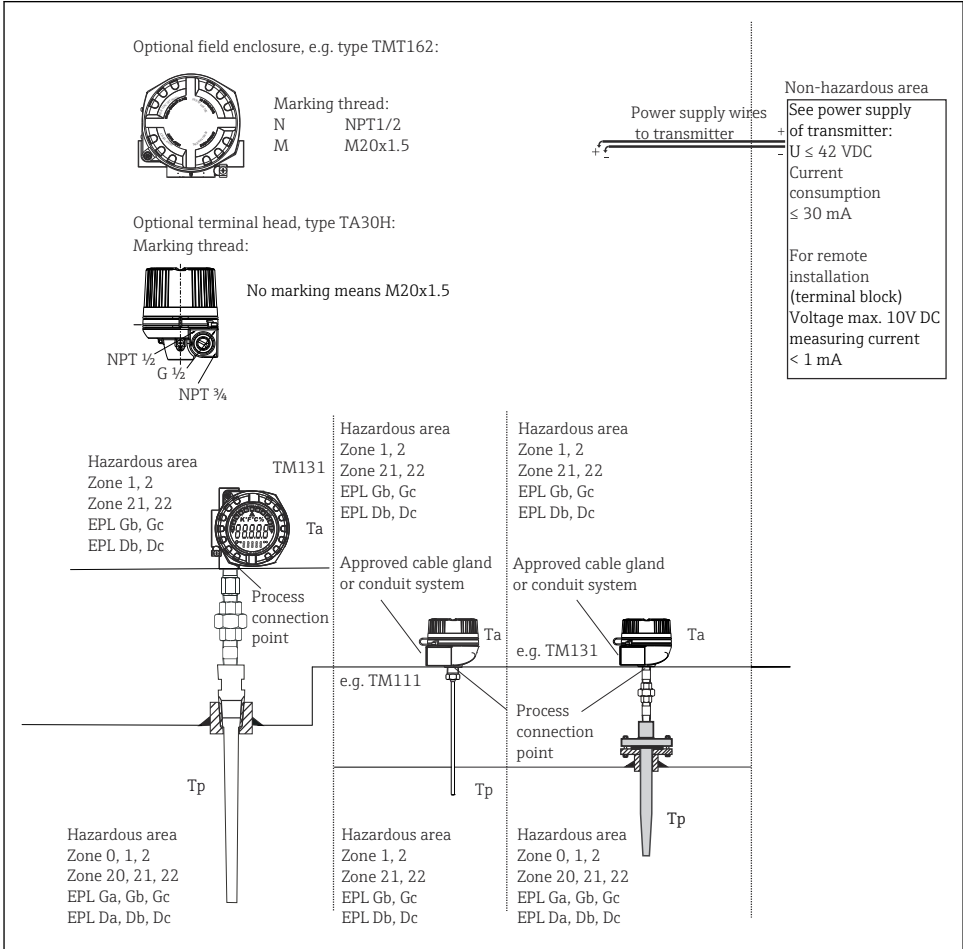 Optional field enclosure, e.g. type TMT162:
Marking thread:
N NPT1/2
M M20x1.5
Power supply wires
to transmitter
+
-
+
-
Non-hazardous area
See power supply
of transmitter:
U ≤ 42 VDC
Current
consumption
≤ 30 mA
For remote
installation
(terminal block)
Voltage max. 10V DC
measuring current
< 1 mA
Optional terminal head, type TA30H:
Marking thread:
No marking means M20x1.5
NPT ½
G ½
NPT ¾
Hazardous area
Zone 1, 2
Zone 21, 22
EPL Gb, Gc
EPL Db, Dc
TM131
Ta
Process
connection
point
Tp
Hazardous area
Zone 0, 1, 2
Zone 20, 21, 22
EPL Ga, Gb, Gc
EPL Da, Db, Dc
Hazardous area
Zone 1, 2
Zone 21, 22
EPL Gb, Gc
EPL Db, Dc
Approved cable gland
or conduit system
Ta
e.g. TM111
Tp
Hazardous area
Zone 1, 2
Zone 21, 22
EPL Gb, Gc
EPL Db, Dc
Hazardous area
Zone 1, 2
Zone 21, 22
EPL Gb, Gc
EPL Db, Dc
Approved cable gland
or conduit system
Ta
e.g. TM131
Process
connection
point
Tp
Hazardous area
Zone 0, 1, 2
Zone 20, 21, 22
EPL Ga, Gb, Gc
EPL Da, Db, Dc